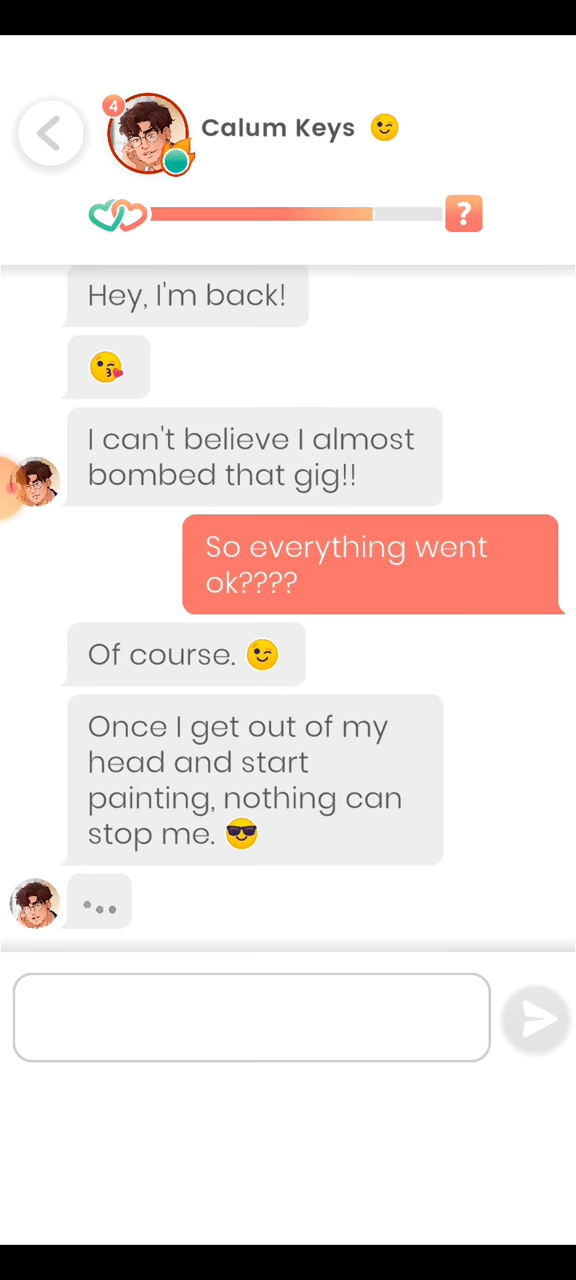 4
Calum Keys 😉
?
Hey, I'm back!
😘
I can't believe I almost
bombed that gig!!
So everything went
ok????
Of course. 😉
Once I get out of my
head and start
painting, nothing can
stop me. 😎